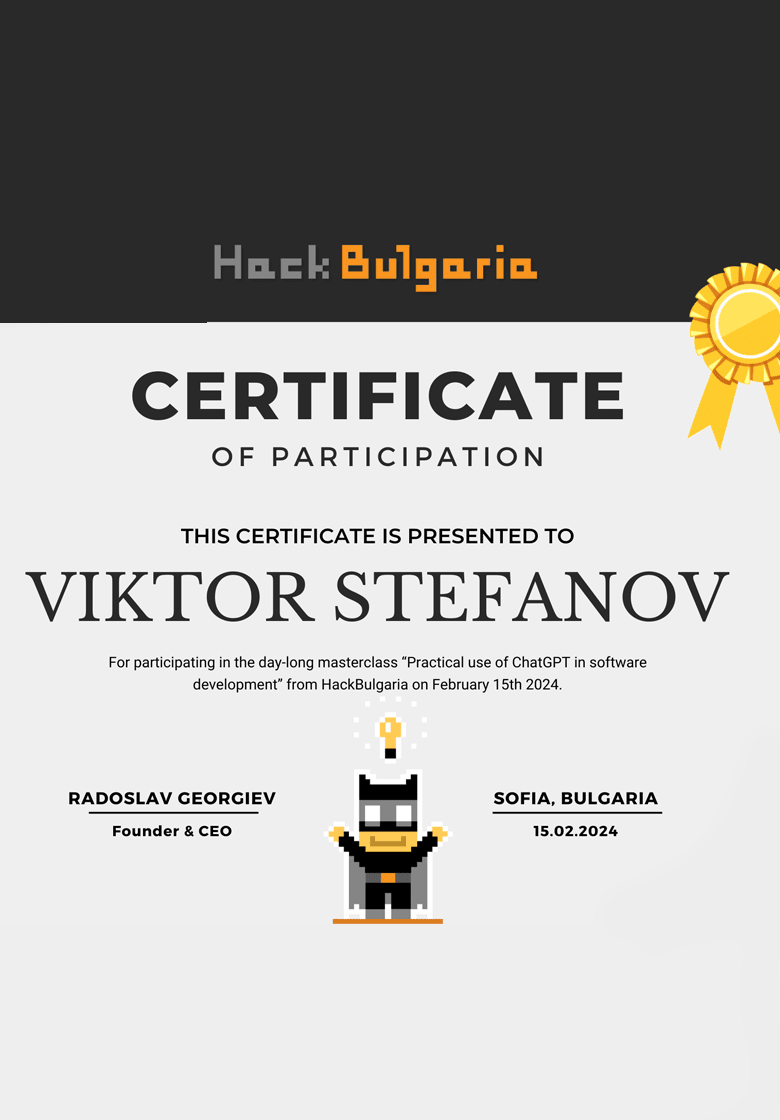 Hack Bulgaria
CERTIFICATE
OF PARTICIPATION
THIS CERTIFICATE IS PRESENTED TO
VIKTOR STEFANOV
For participating in the day-long masterclass “Practical use of ChatGPT in software
development” from HackBulgaria on February 15th 2024.
RADOSLAV GEORGIEV
Founder & CEO
SOFIA, BULGARIA
15.02.2024